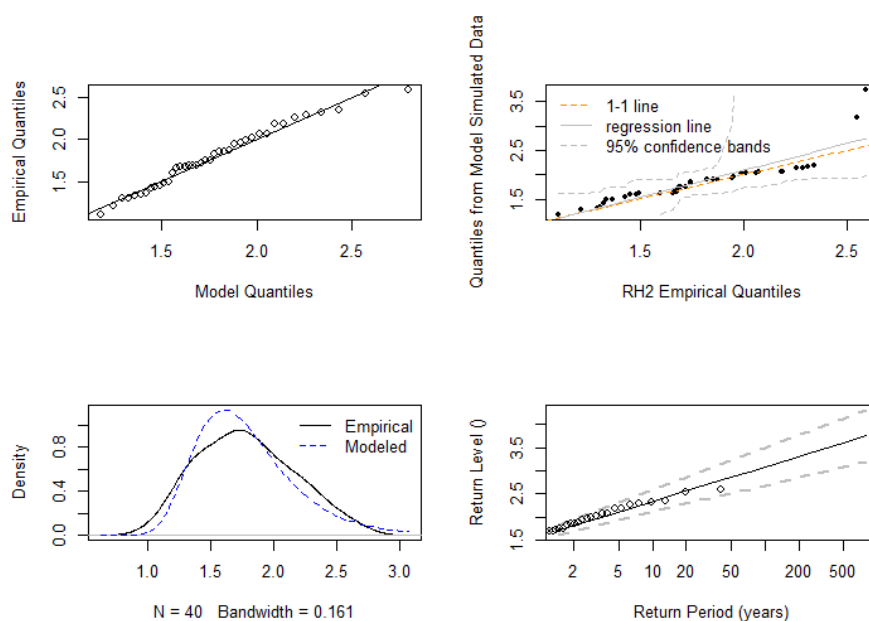 Empirical Quantiles
2.5
2.0
1.5
1.5 2.0 2.5
Model Quantiles
Quantiles from Model Simulated Data
3.5
2.5
1.5
1-1 line
regression line
95% confidence bands
1.5 2.0 2.5
RH2 Empirical Quantiles
Density
0.8
0.4
0.0
Empirical
Modeled
1.0 1.5 2.0 2.5 3.0
N = 40 Bandwidth = 0.161
Return Level ()
3.5
2.5
1.5
2 5 10 20 50 200 500
Return Period (years)